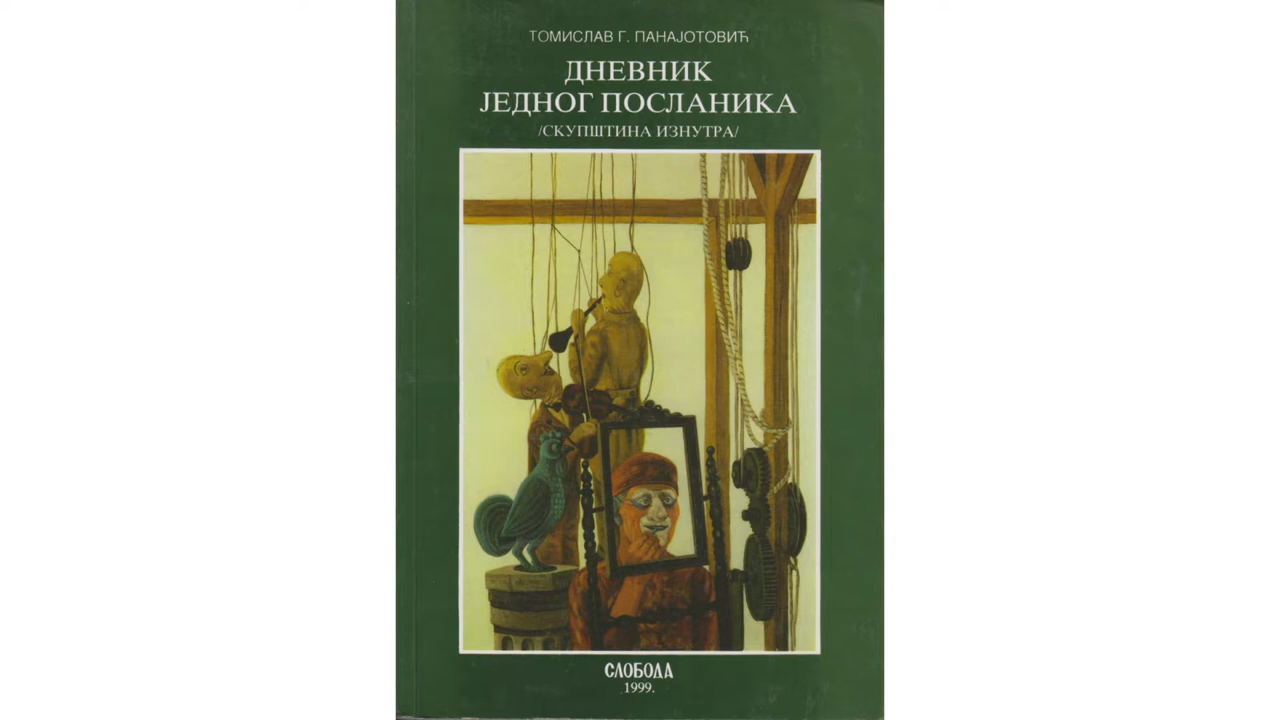 ТОМИСЛАВ Г. ПАНАЈОТОВИЋ
ДНЕВНИК
ЈЕДНОГ ПОСЛАНИКА
/СКУПШТИНА ИЗНУТРА/
СЛОБОДА
1999.